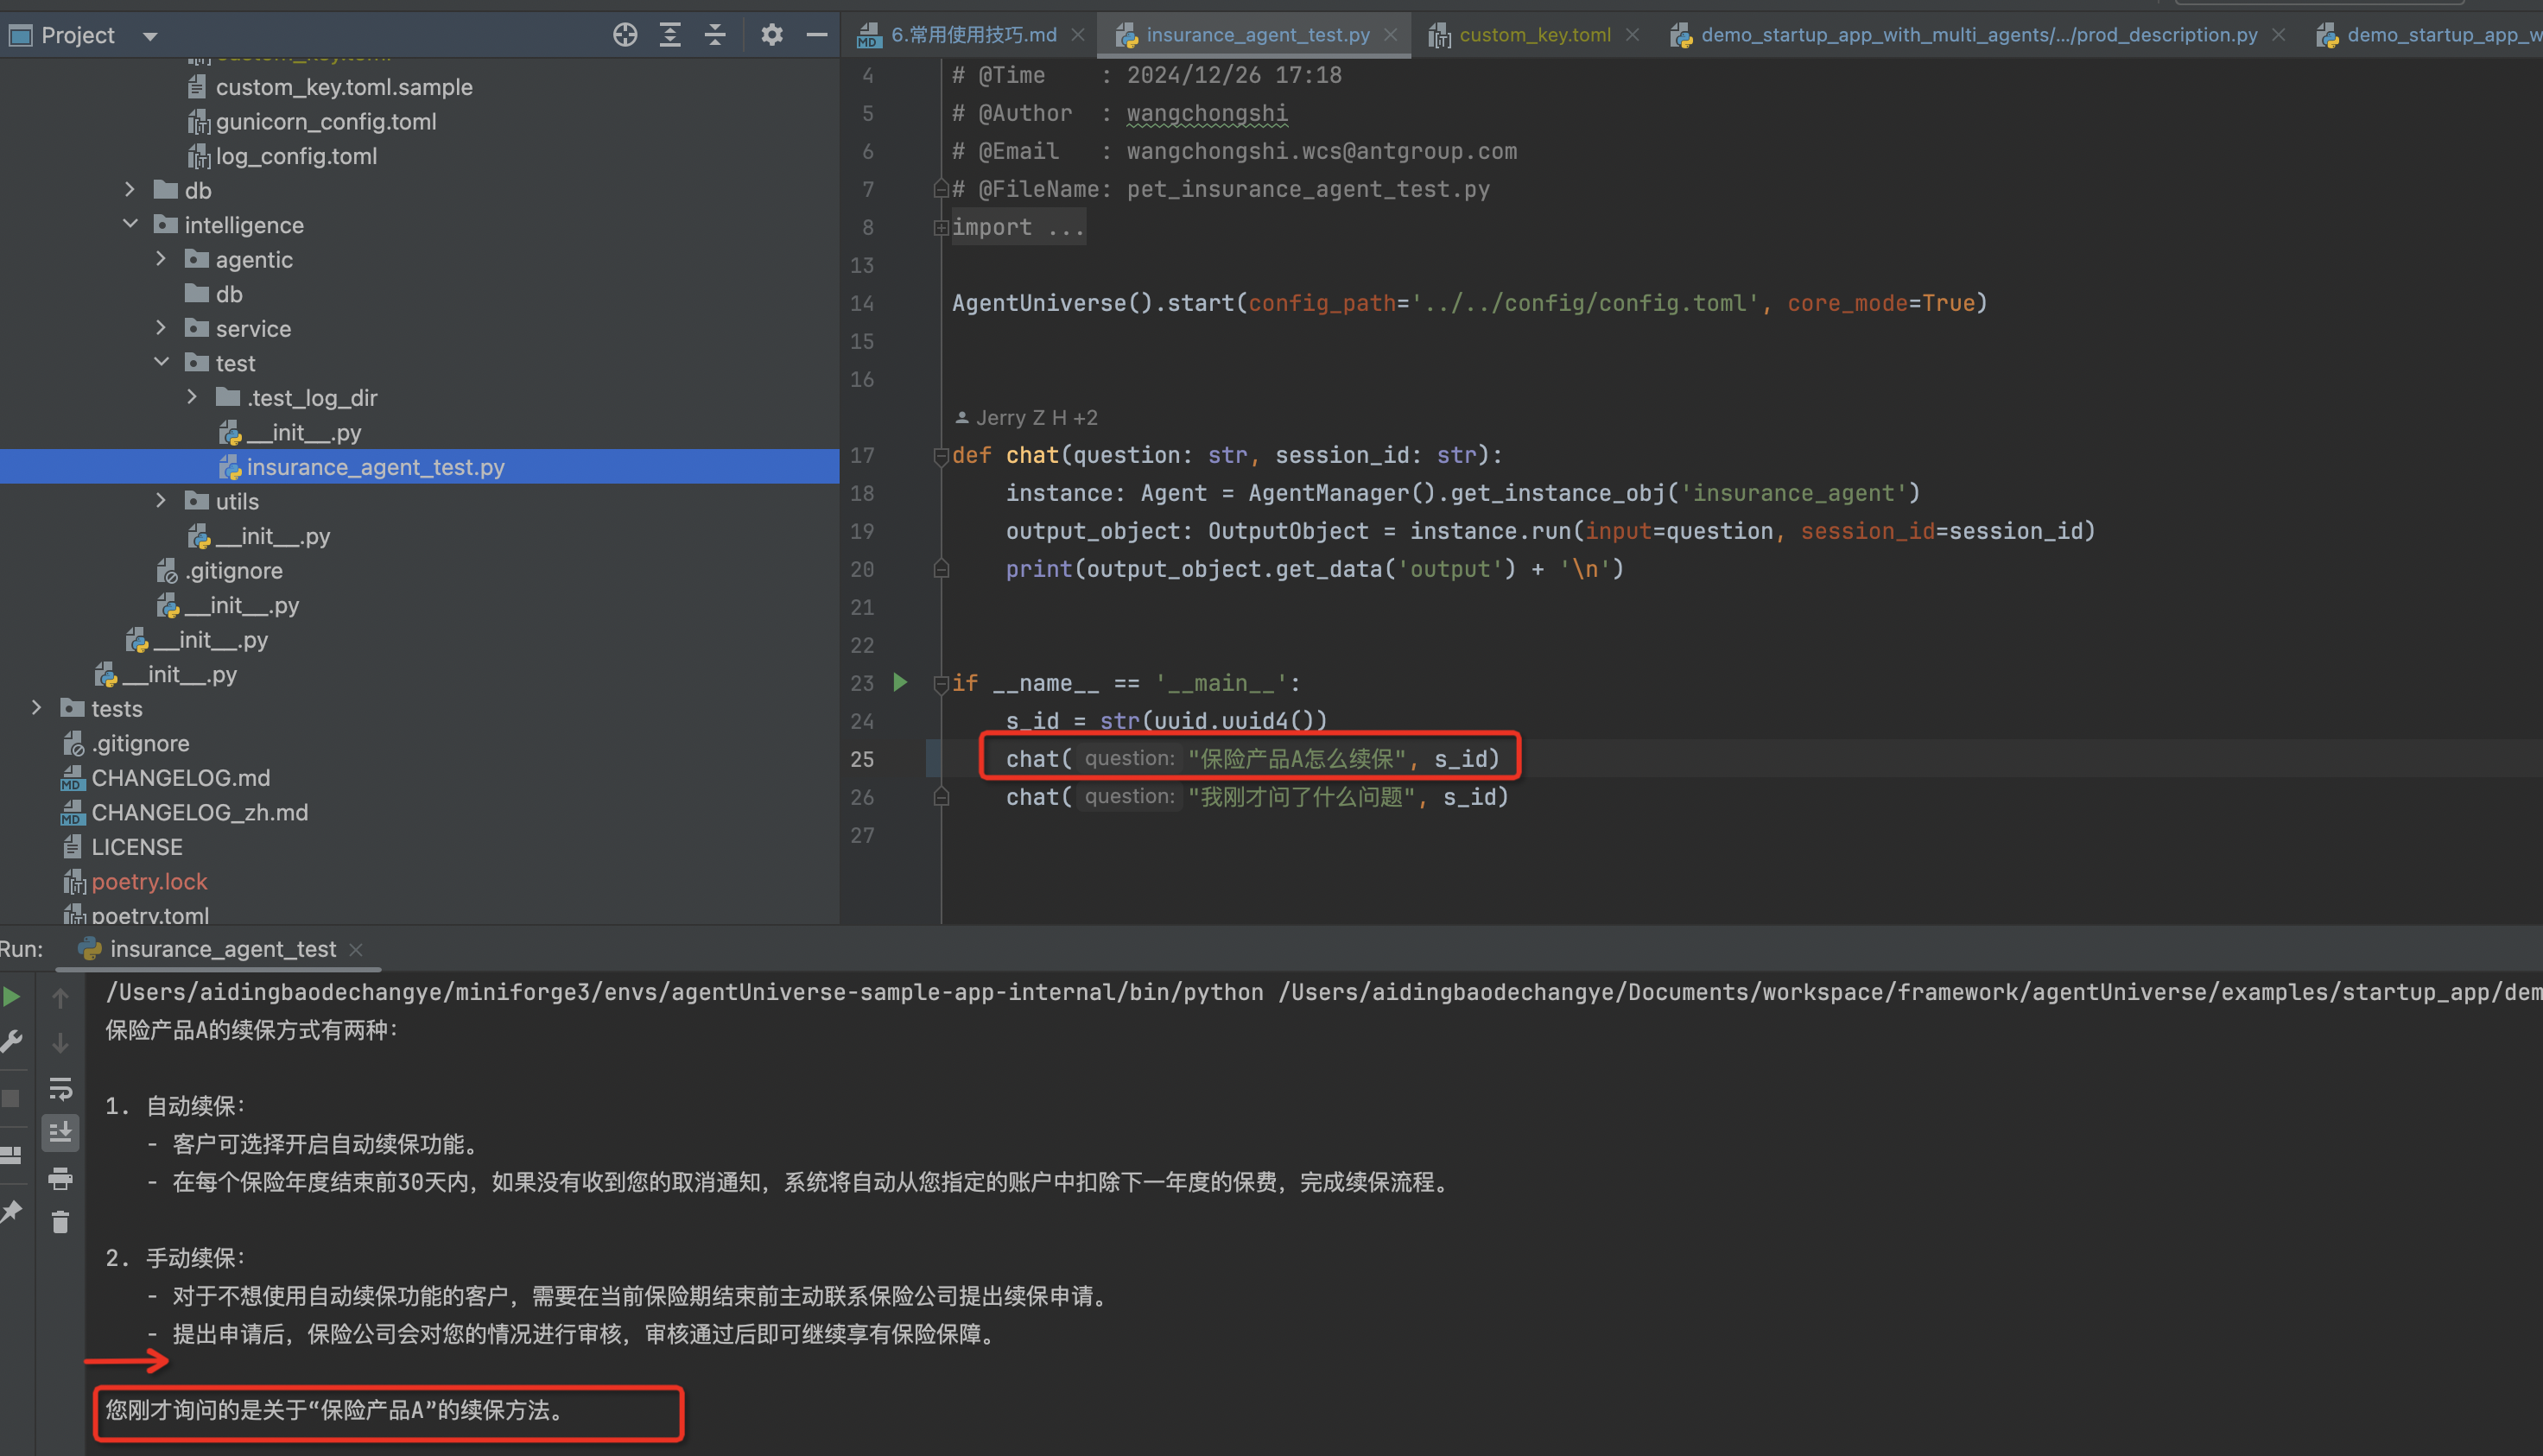 Project
6.常用使用技巧.md
insurance_agent_test.py
custom_key.toml
demo_startup_app_with_multi_agents/.../prod_description.py
demo_startup_app_w
custom_key.toml
custom_key.toml.sample
gunicorn_config.toml
log_config.toml
db
intelligence
agentic
db
service
test
.test_log_dir
__init__.py
insurance_agent_test.py
utils
__init__.py
.gitignore
__init__.py
__init__.py
__init__.py
tests
.gitignore
CHANGELOG.md
CHANGELOG_zh.md
LICENSE
poetry.lock
poetry.toml
4 # @Time : 2024/12/26 17:18
5 # @Author : wangchongshi
6 # @Email : wangchongshi.wcs@antgroup.com
7 # @FileName: pet_insurance_agent_test.py
8 import ...
13
14 AgentUniverse().start(config_path='../../config/config.toml', core_mode=True)
15
16
Jerry Z H +2
17 def chat(question: str, session_id: str):
18 instance: Agent = AgentManager().get_instance_obj('insurance_agent')
19 output_object: OutputObject = instance.run(input=question, session_id=session_id)
20 print(output_object.get_data('output') + '\n')
21
22
23 if __name__ == '__main__':
24 s_id = str(uuid.uuid4())
25 chat( question: "保险产品A怎么续保", s_id)
26 chat( question: "我刚才问了什么问题", s_id)
27
Run: insurance_agent_test
/Users/aidingbaodechangye/miniforge3/envs/agentUniverse-sample-app-internal/bin/python /Users/aidingbaodechangye/Documents/workspace/framework/agentUniverse/examples/startup_app/dem
保险产品A的续保方式有两种：
1. 自动续保：
- 客户可选择开启自动续保功能。
- 在每个保险年度结束前30天内，如果没有收到您的取消通知，系统将自动从您指定的账户中扣除下一年度的保费，完成续保流程。
2. 手动续保：
- 对于不想使用自动续保功能的客户，需要在当前保险期结束前主动联系保险公司提出续保申请。
- 提出申请后，保险公司会对您的情况进行审核，审核通过后即可继续享有保险保障。
您刚才询问的是关于“保险产品A”的续保方法。